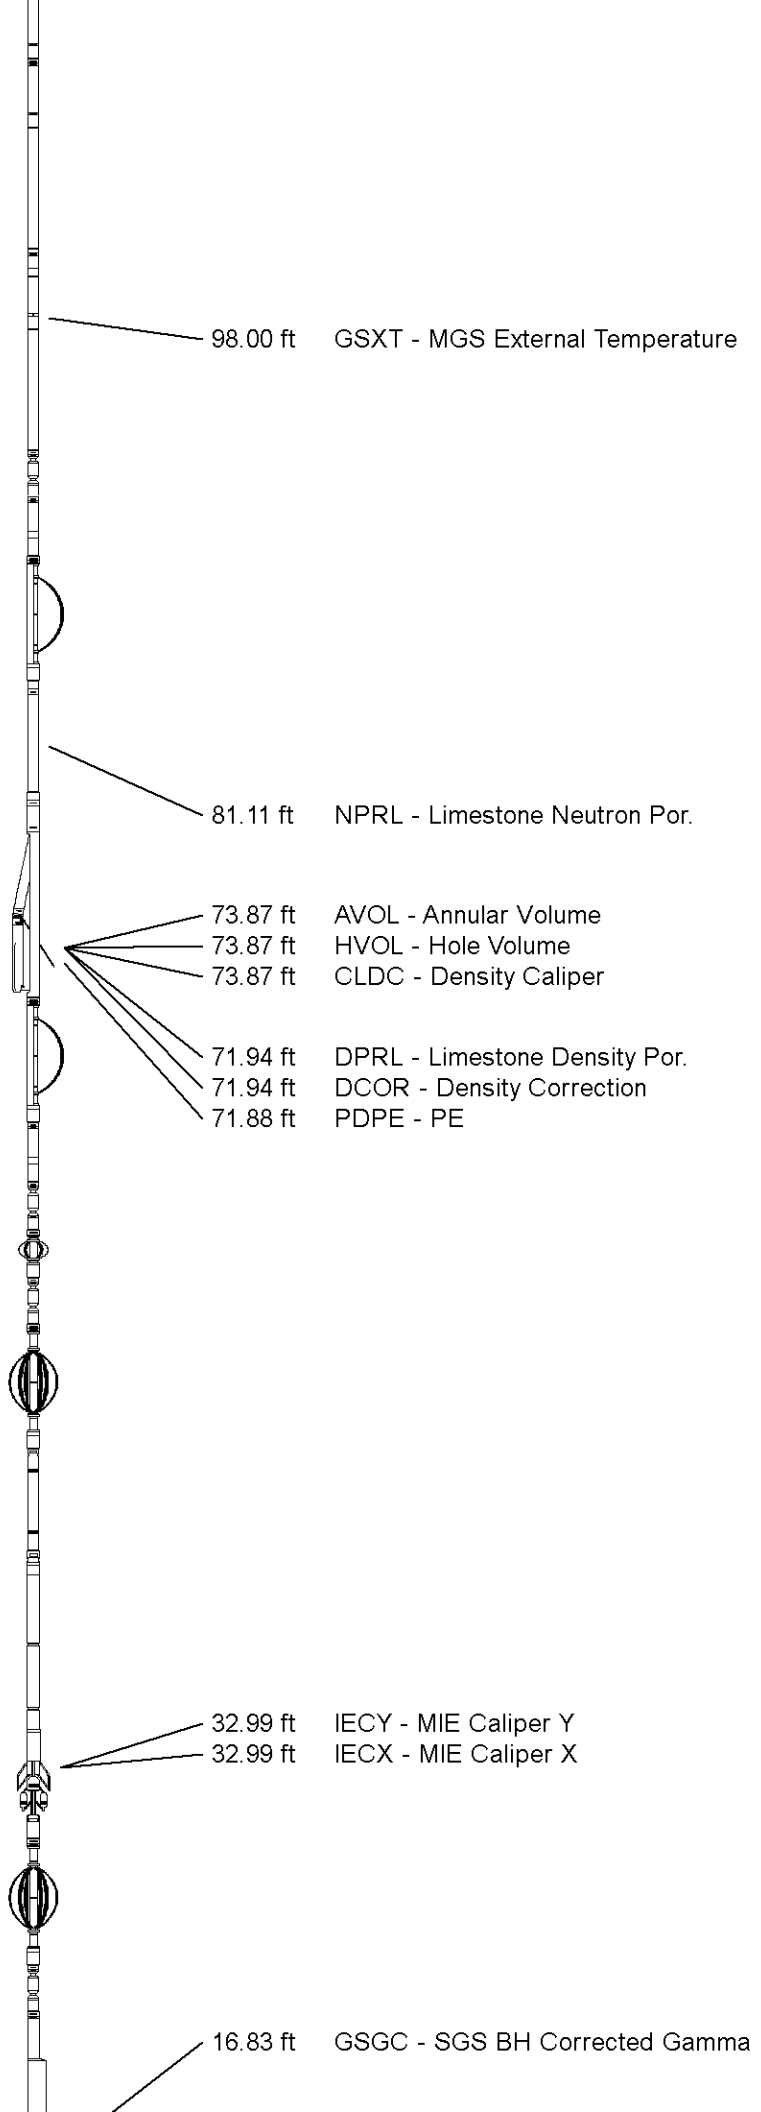 98.00 ft GSXT - MGS External Temperature
81.11 ft NPRL - Limestone Neutron Por.
73.87 ft AVOL - Annular Volume
73.87 ft HVOL - Hole Volume
73.87 ft CLDC - Density Caliper
71.94 ft DPRL - Limestone Density Por.
71.94 ft DCOR - Density Correction
71.88 ft PDPE - PE
32.99 ft IECY - MIE Caliper Y
32.99 ft IECX - MIE Caliper X
16.83 ft GSGC - SGS BH Corrected Gamma